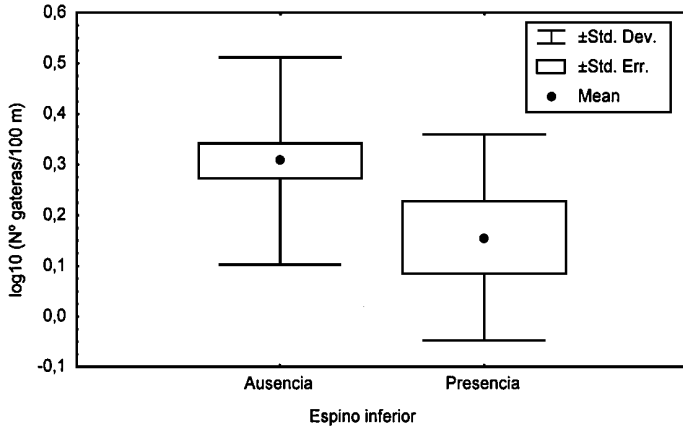 0,6
0,5
0,4
0,3
0,2
0,1
0,0
-0,1
log10 (Nº gateras/100 m)
±Std. Dev.
±Std. Err.
Mean
Ausencia Presencia
Espino inferior